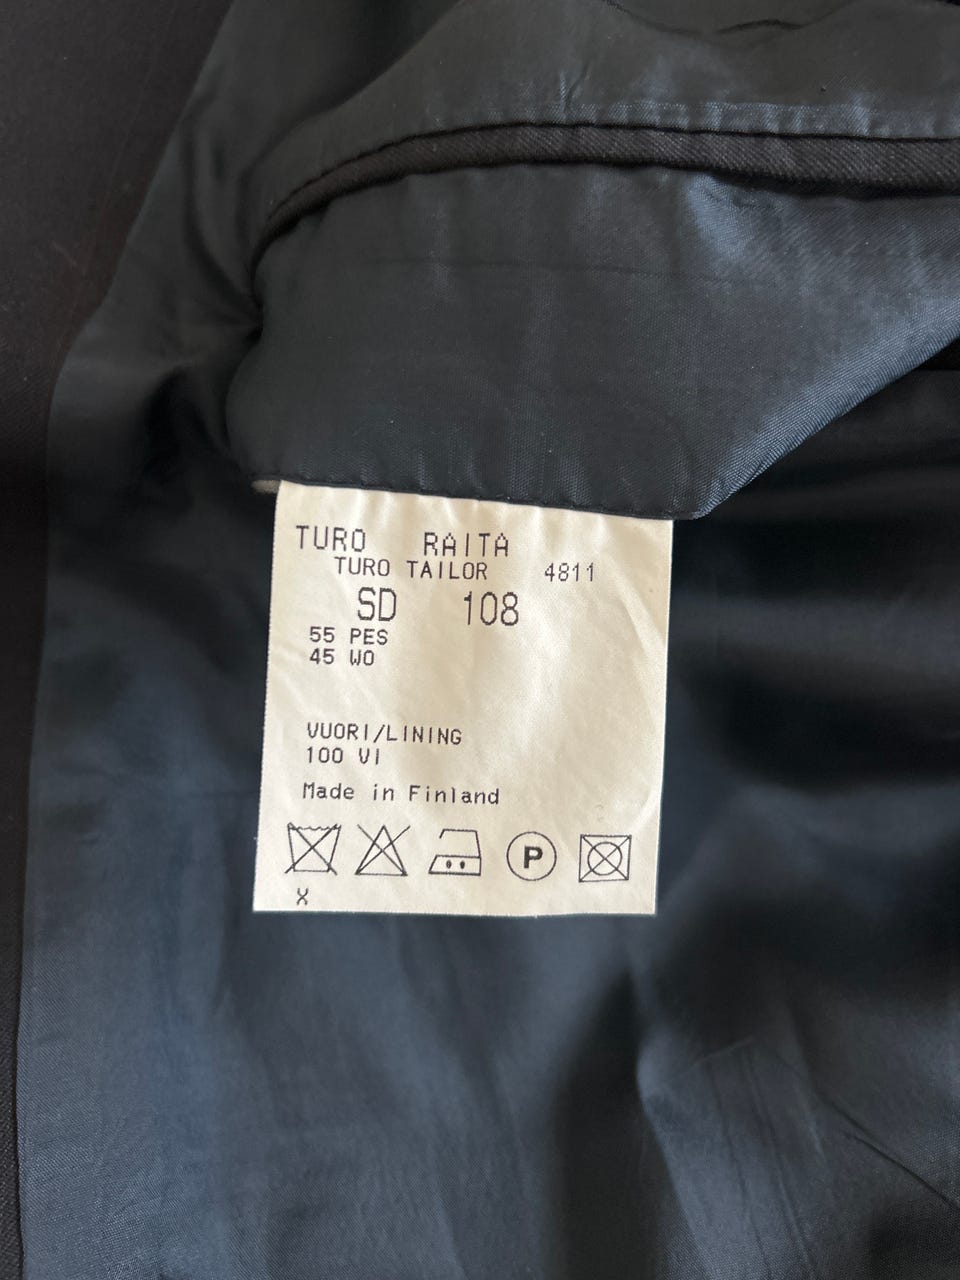 TURO RAITA
TURO TAILOR 4811
SD 108
55 PES
45 WO
VUORI/LINING
100 VI
Made in Finland
P
X